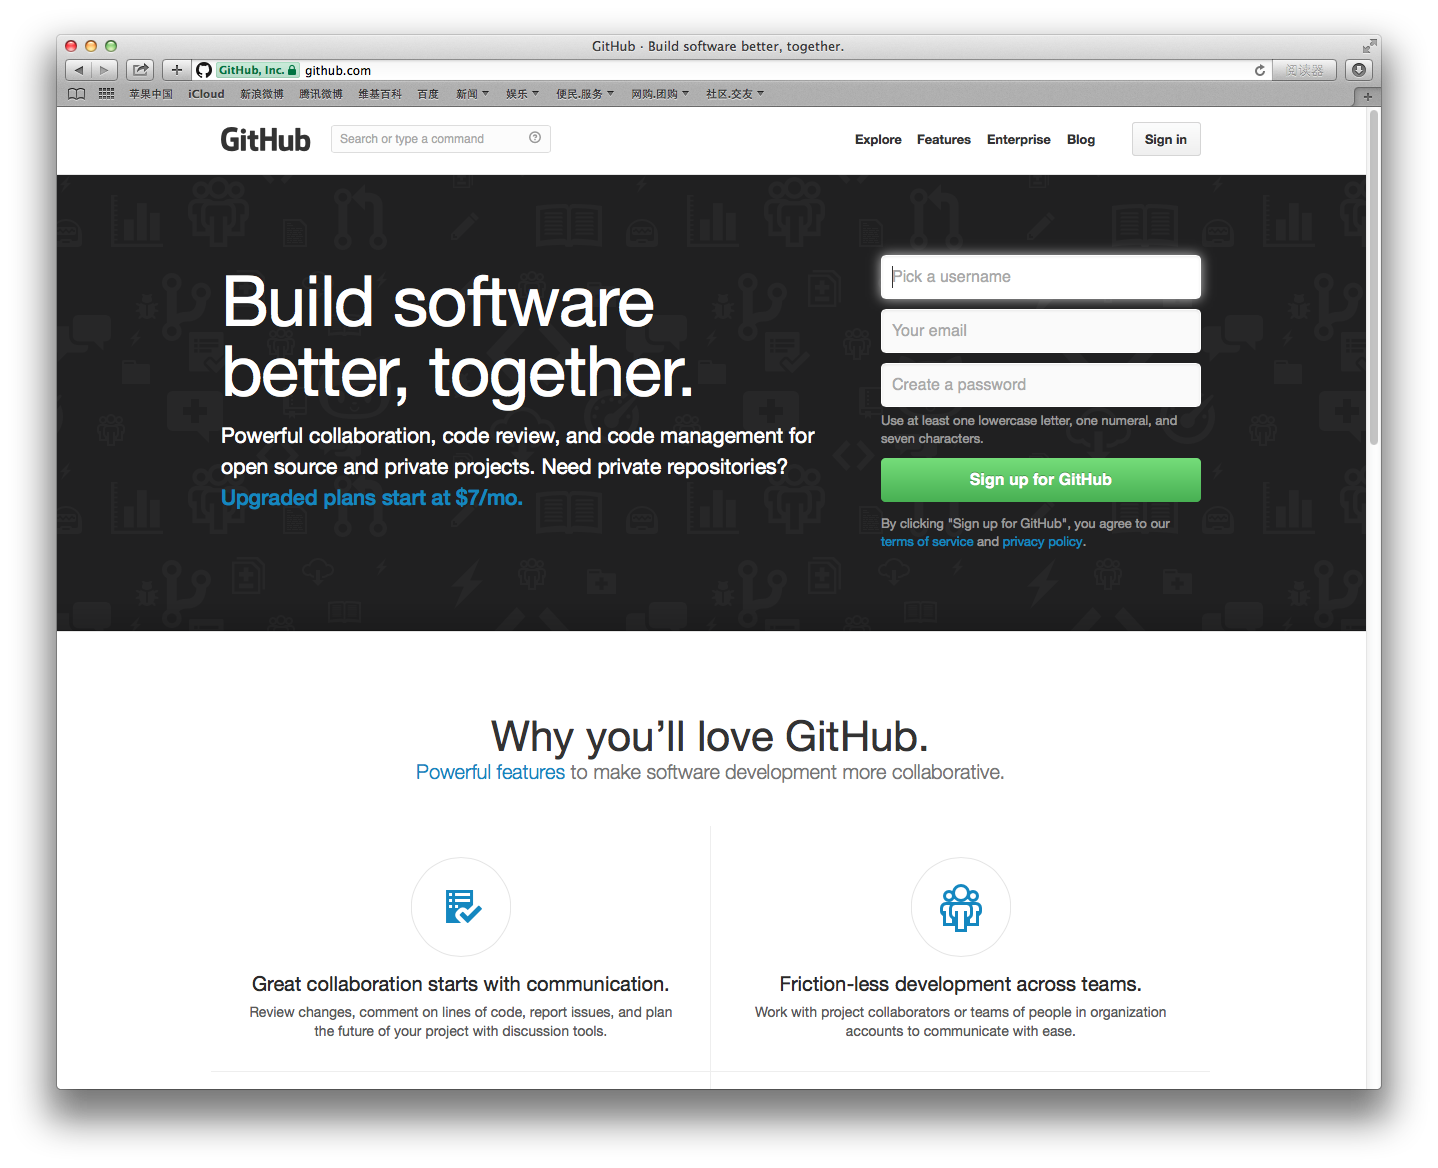 GitHub · Build software better, together.
GitHub, Inc. github.com 阅读器
苹果中国 iCloud 新浪微博 腾讯微博 维基百科 百度 新闻 娱乐 便民.服务 网购.团购 社区.交友
GitHub Search or type a command Explore Features Enterprise Blog Sign in
Build software
better, together.
Powerful collaboration, code review, and code management for
open source and private projects. Need private repositories?
Upgraded plans start at $7/mo.
Pick a username
Your email
Create a password
Use at least one lowercase letter, one numeral, and
seven characters.
Sign up for GitHub
By clicking "Sign up for GitHub", you agree to our
terms of service and privacy policy.
Why you’ll love GitHub.
Powerful features to make software development more collaborative.
Great collaboration starts with communication.
Review changes, comment on lines of code, report issues, and plan
the future of your project with discussion tools.
Friction-less development across teams.
Work with project collaborators or teams of people in organization
accounts to communicate with ease.